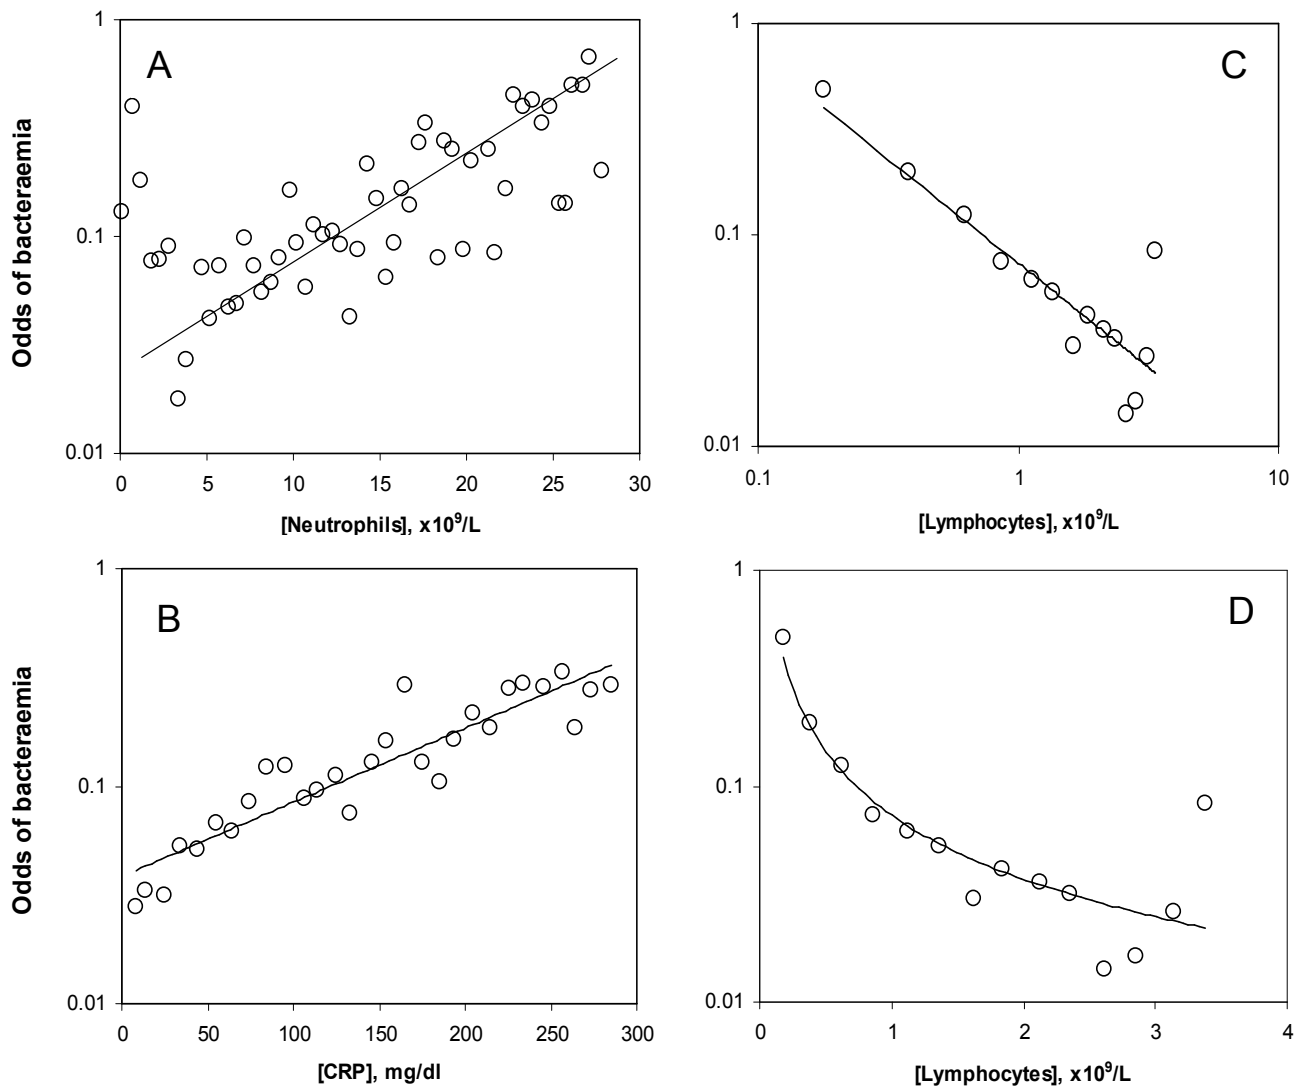 A
1
0.1
0.01
Odds of bacteraemia
0 5 10 15 20 25 30
[Neutrophils], x10⁹/L
C
1
0.1
0.01
0.1 1 10
[Lymphocytes], x10⁹/L
B
1
0.1
0.01
Odds of bacteraemia
0 50 100 150 200 250 300
[CRP], mg/dl
D
1
0.1
0.01
0 1 2 3 4
[Lymphocytes], x10⁹/L